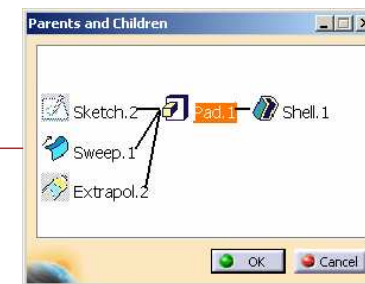 Parents and Children
Sketch.2 Pad.1 Shell.1
Sweep.1
Extrapol.2
OK Cancel